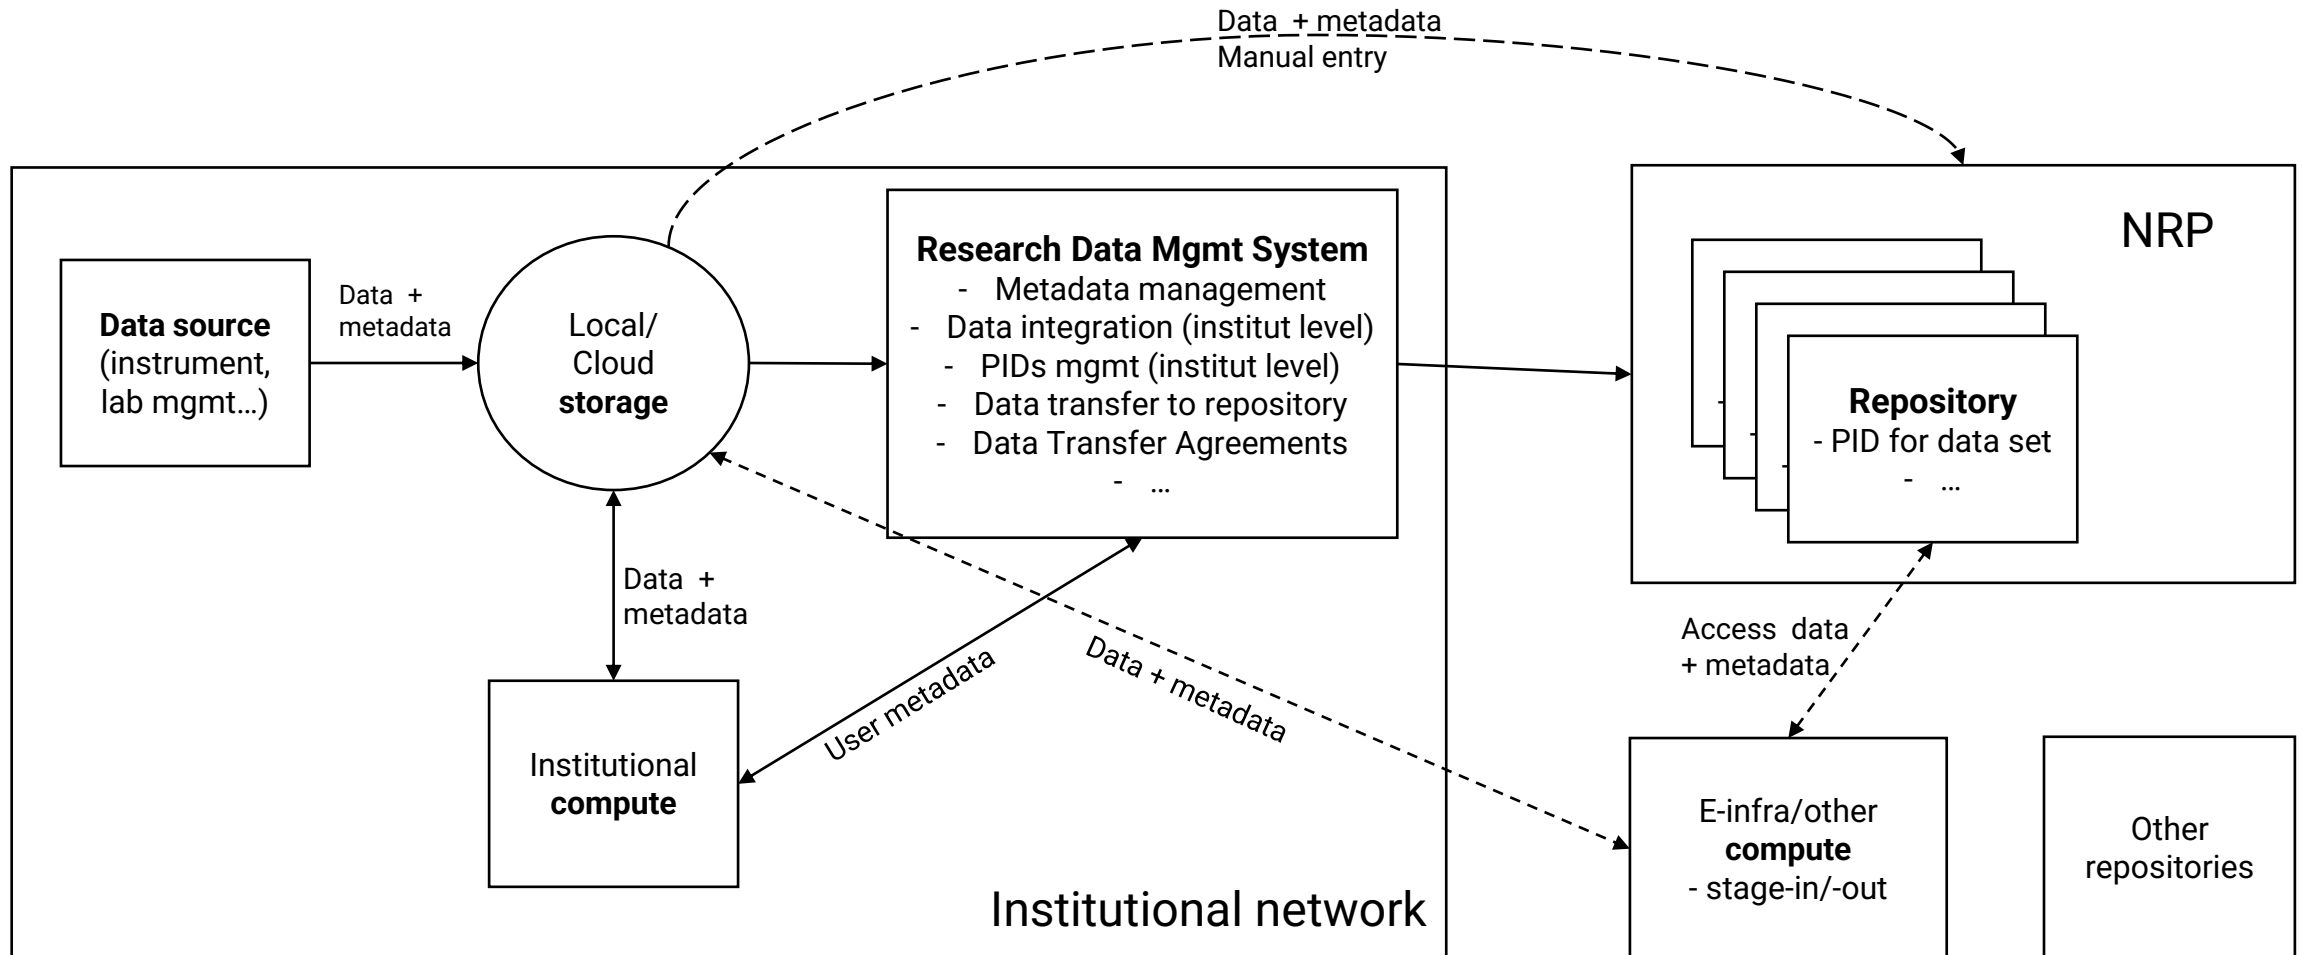 Data + metadata
Manual entry
NRP
Research Data Mgmt System
- Metadata management
- Data integration (institut level)
- PIDs mgmt (institut level)
- Data transfer to repository
- Data Transfer Agreements
- ...
Data +
metadata
Data source
(instrument,
lab mgmt...)
Local/
Cloud
storage
Repository
- PID for data set
- ...
Data +
metadata
User metadata
Data + metadata
Access data
+ metadata
Institutional
compute
E-infra/other
compute
- stage-in/-out
Other
repositories
Institutional network